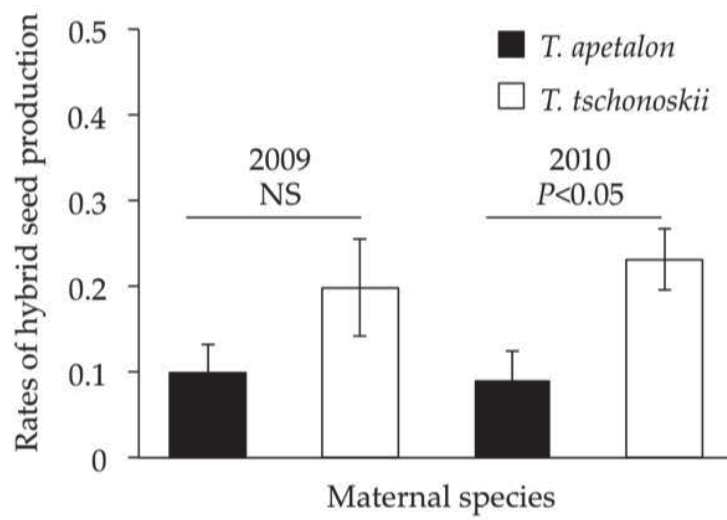 Rates of hybrid seed production
0.5
0.4
0.3
0.2
0.1
0
T. apetalon
T. tschonoskii
2009
NS
2010
P<0.05
Maternal species